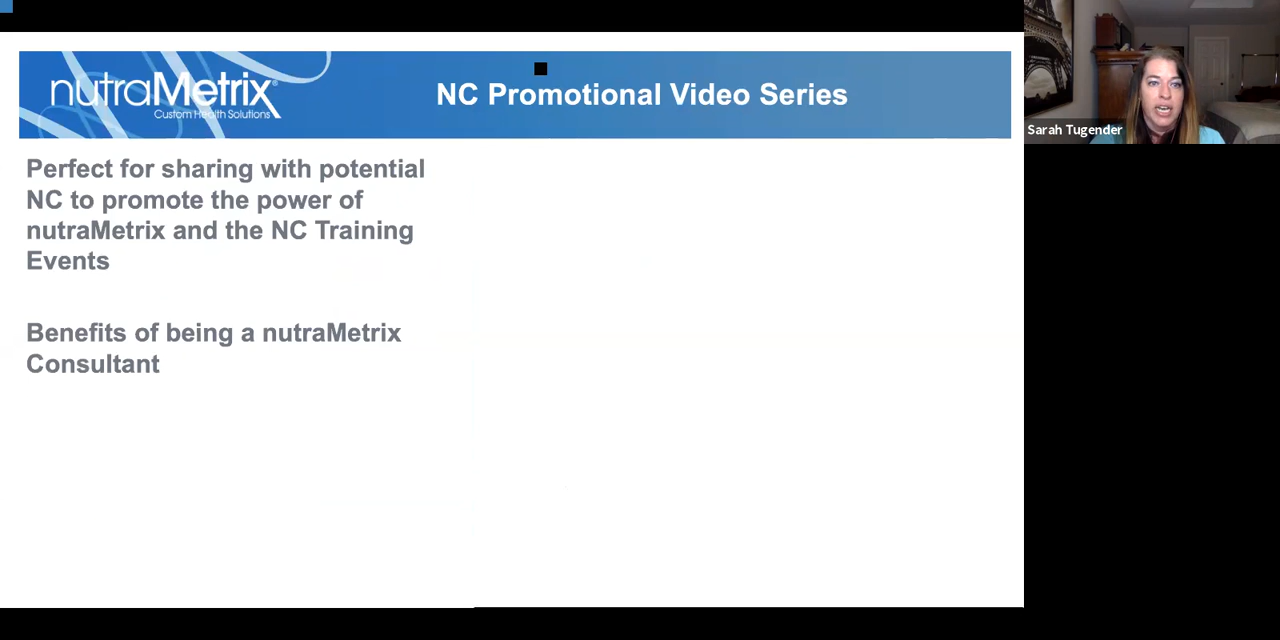 nutraMetrix®
Custom Health Solutions
NC Promotional Video Series
Sarah Tugender
Perfect for sharing with potential
NC to promote the power of
nutraMetrix and the NC Training
Events
Benefits of being a nutraMetrix
Consultant